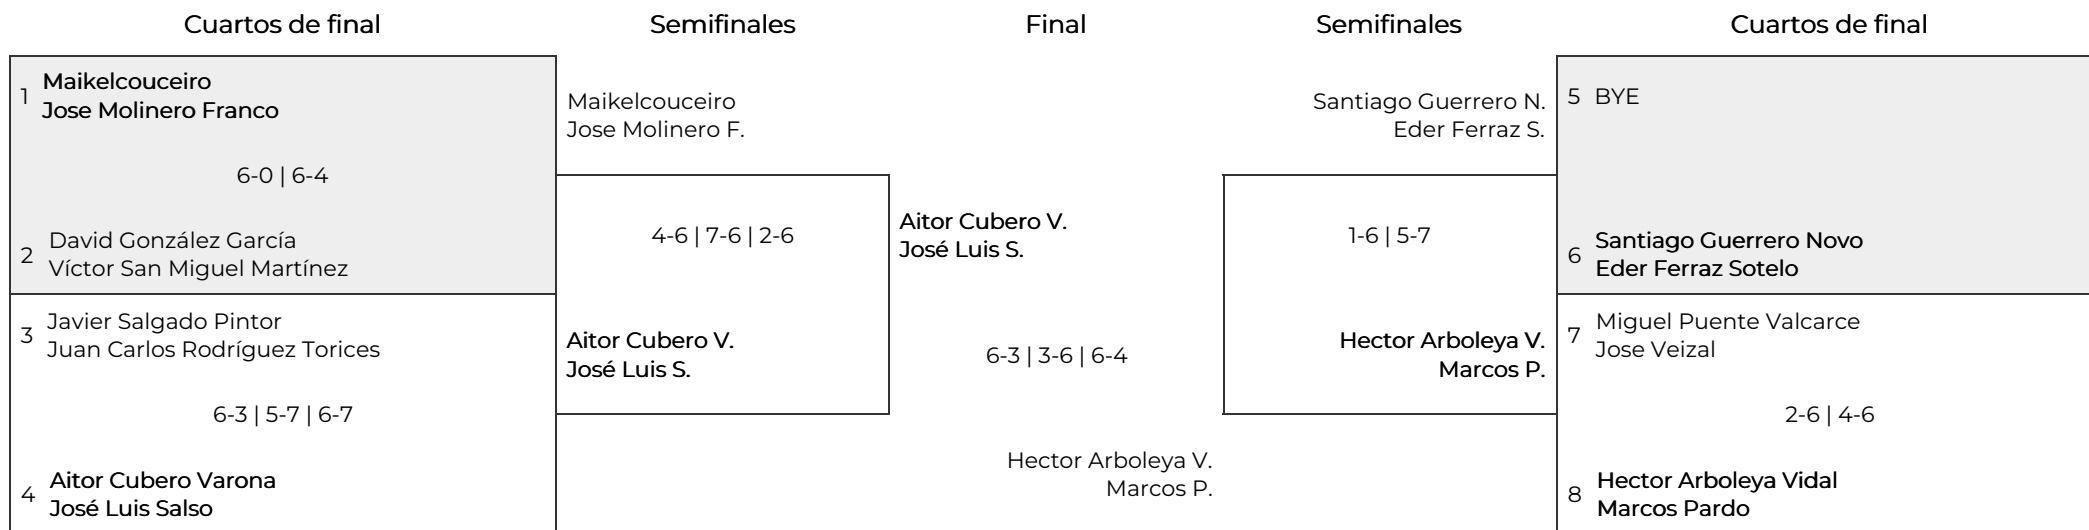 Cuartos de final
Semifinales
Final
Semifinales
Cuartos de final
1
Maikelcouceiro
Jose Molinero Franco
6-0 | 6-4
2
David González García
Víctor San Miguel Martínez
3
Javier Salgado Pintor
Juan Carlos Rodríguez Torices
6-3 | 5-7 | 6-7
4
Aitor Cubero Varona
José Luis Salso
Maikelcouceiro
Jose Molinero F.
4-6 | 7-6 | 2-6
Aitor Cubero V.
José Luis S.
Aitor Cubero V.
José Luis S.
6-3 | 3-6 | 6-4
Hector Arboleya V.
Marcos P.
Santiago Guerrero N.
Eder Ferraz S.
1-6 | 5-7
Hector Arboleya V.
Marcos P.
5 BYE
6
Santiago Guerrero Novo
Eder Ferraz Sotelo
7
Miguel Puente Valcarce
Jose Veizal
2-6 | 4-6
8
Hector Arboleya Vidal
Marcos Pardo